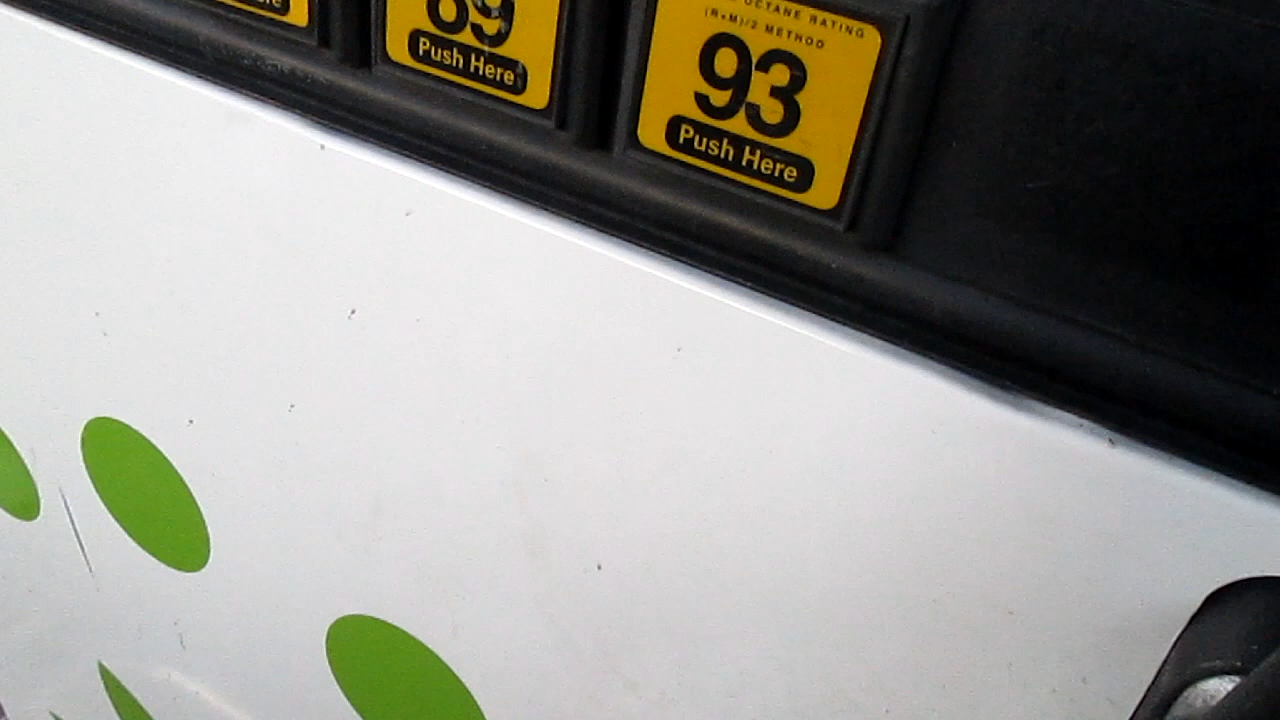 89
Push Here
OCTANE RATING
(R+M)/2 METHOD
93
Push Here